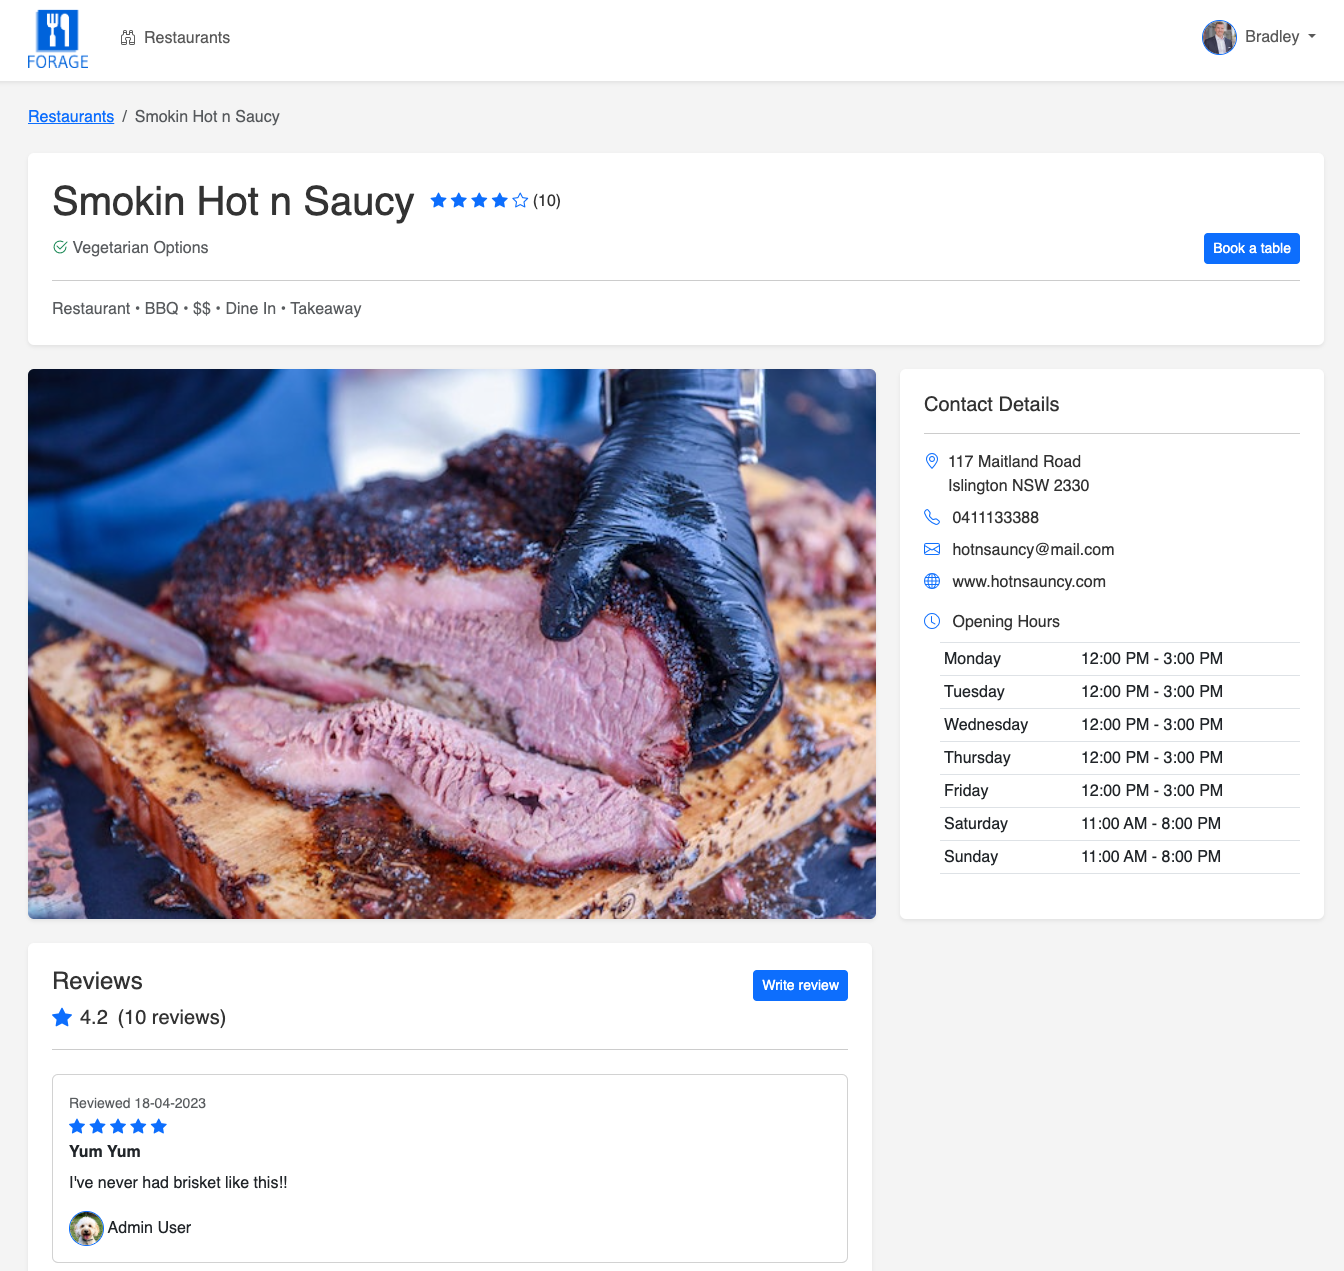 FORAGE
Restaurants
Bradley
Restaurants / Smokin Hot n Saucy
Smokin Hot n Saucy (10)
Vegetarian Options
Book a table
Restaurant • BBQ • $$ • Dine In • Takeaway
Contact Details
117 Maitland Road
Islington NSW 2330
0411133388
hotnsauncy@mail.com
www.hotnsauncy.com
Opening Hours
Monday 12:00 PM - 3:00 PM
Tuesday 12:00 PM - 3:00 PM
Wednesday 12:00 PM - 3:00 PM
Thursday 12:00 PM - 3:00 PM
Friday 12:00 PM - 3:00 PM
Saturday 11:00 AM - 8:00 PM
Sunday 11:00 AM - 8:00 PM
Reviews
Write review
4.2 (10 reviews)
Reviewed 18-04-2023
Yum Yum
I've never had brisket like this!!
Admin User